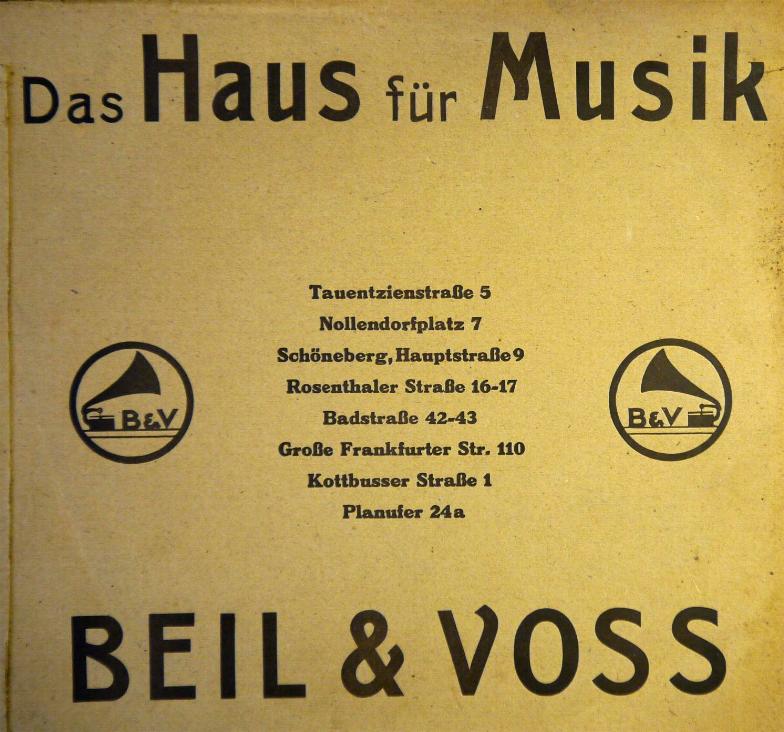 Das Haus für Musik
Tauentzienstraße 5
Nollendorfplatz 7
Schöneberg, Hauptstraße 9
Rosenthaler Straße 16-17
Badstraße 42-43
Große Frankfurter Str. 110
Kottbusser Straße 1
Planufer 24a
B&V
B&V
BEIL & VOSS